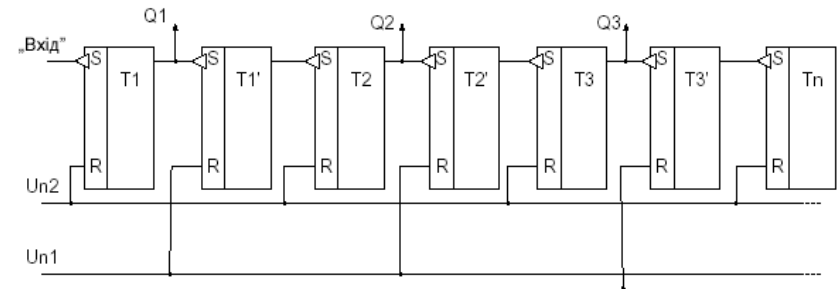 Q1 Q2 Q3
„Вхід”
S S S S S S S
T1 T1' T2 T2' T3 T3' Tn
R R R R R R R
Un2
Un1